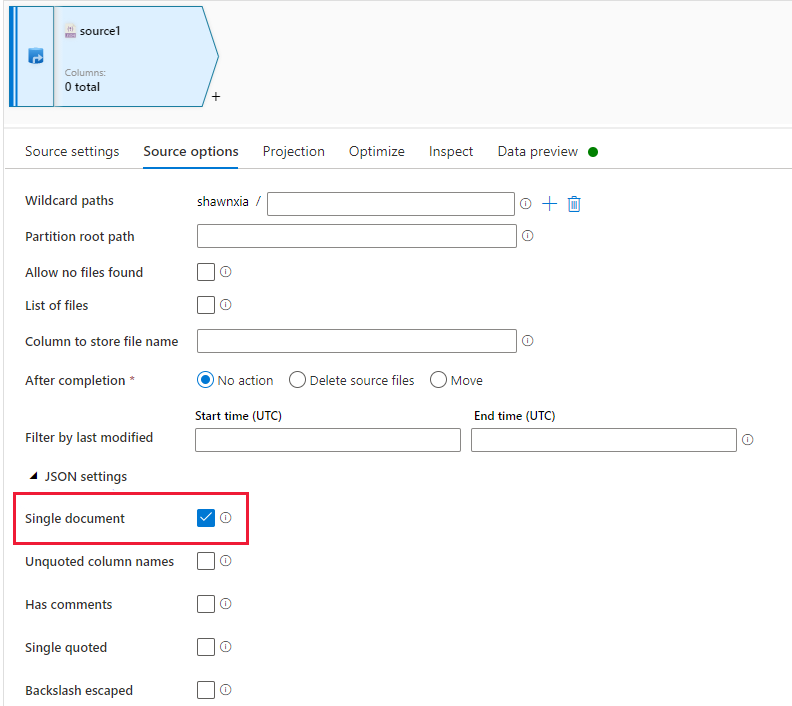 source1
Columns:
0 total
+
Source settings Source options Projection Optimize Inspect Data preview
Wildcard paths shawnxia /
Partition root path
Allow no files found
List of files
Column to store file name
After completion * No action Delete source files Move
Start time (UTC) End time (UTC)
Filter by last modified
JSON settings
Single document
Unquoted column names
Has comments
Single quoted
Backslash escaped